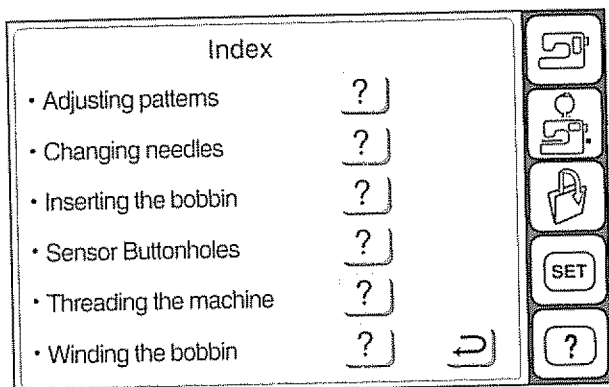 Index
• Adjusting patterns ?
• Changing needles ?
• Inserting the bobbin ?
• Sensor Buttonholes ?
SET
• Threading the machine ?
• Winding the bobbin ?
?